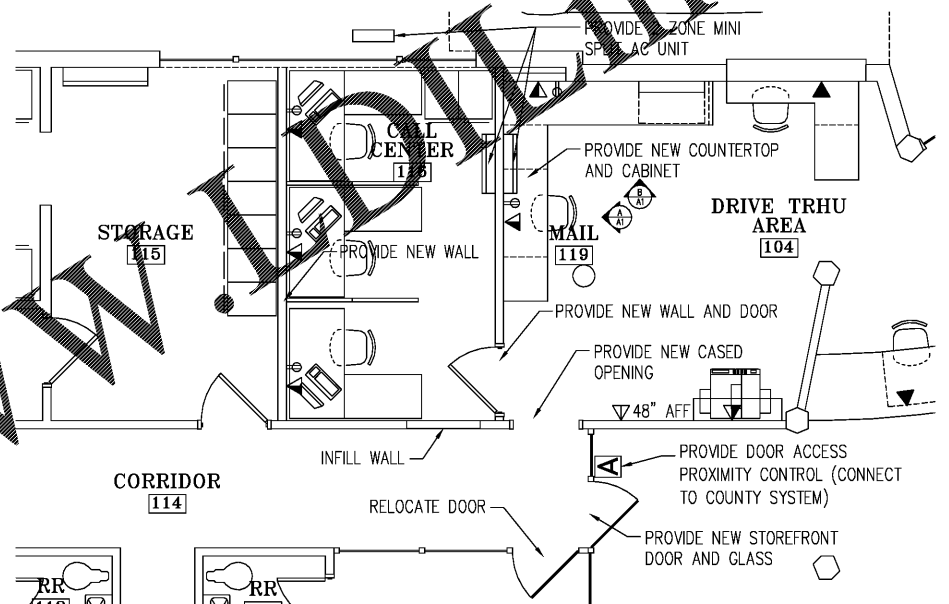 PROVIDE 2 ZONE MINI
SPLIT AC UNIT
CALL
CENTER
116
PROVIDE NEW COUNTERTOP
AND CABINET
B
A1
A
A1
DRIVE TRHU
AREA
104
STORAGE
115
MAIL
119
PROVIDE NEW WALL
PROVIDE NEW WALL AND DOOR
PROVIDE NEW CASED
OPENING
48" AFF
INFILL WALL
A
PROVIDE DOOR ACCESS
PROXIMITY CONTROL (CONNECT
TO COUNTY SYSTEM)
CORRIDOR
114
RELOCATE DOOR
PROVIDE NEW STOREFRONT
DOOR AND GLASS
RR
RR